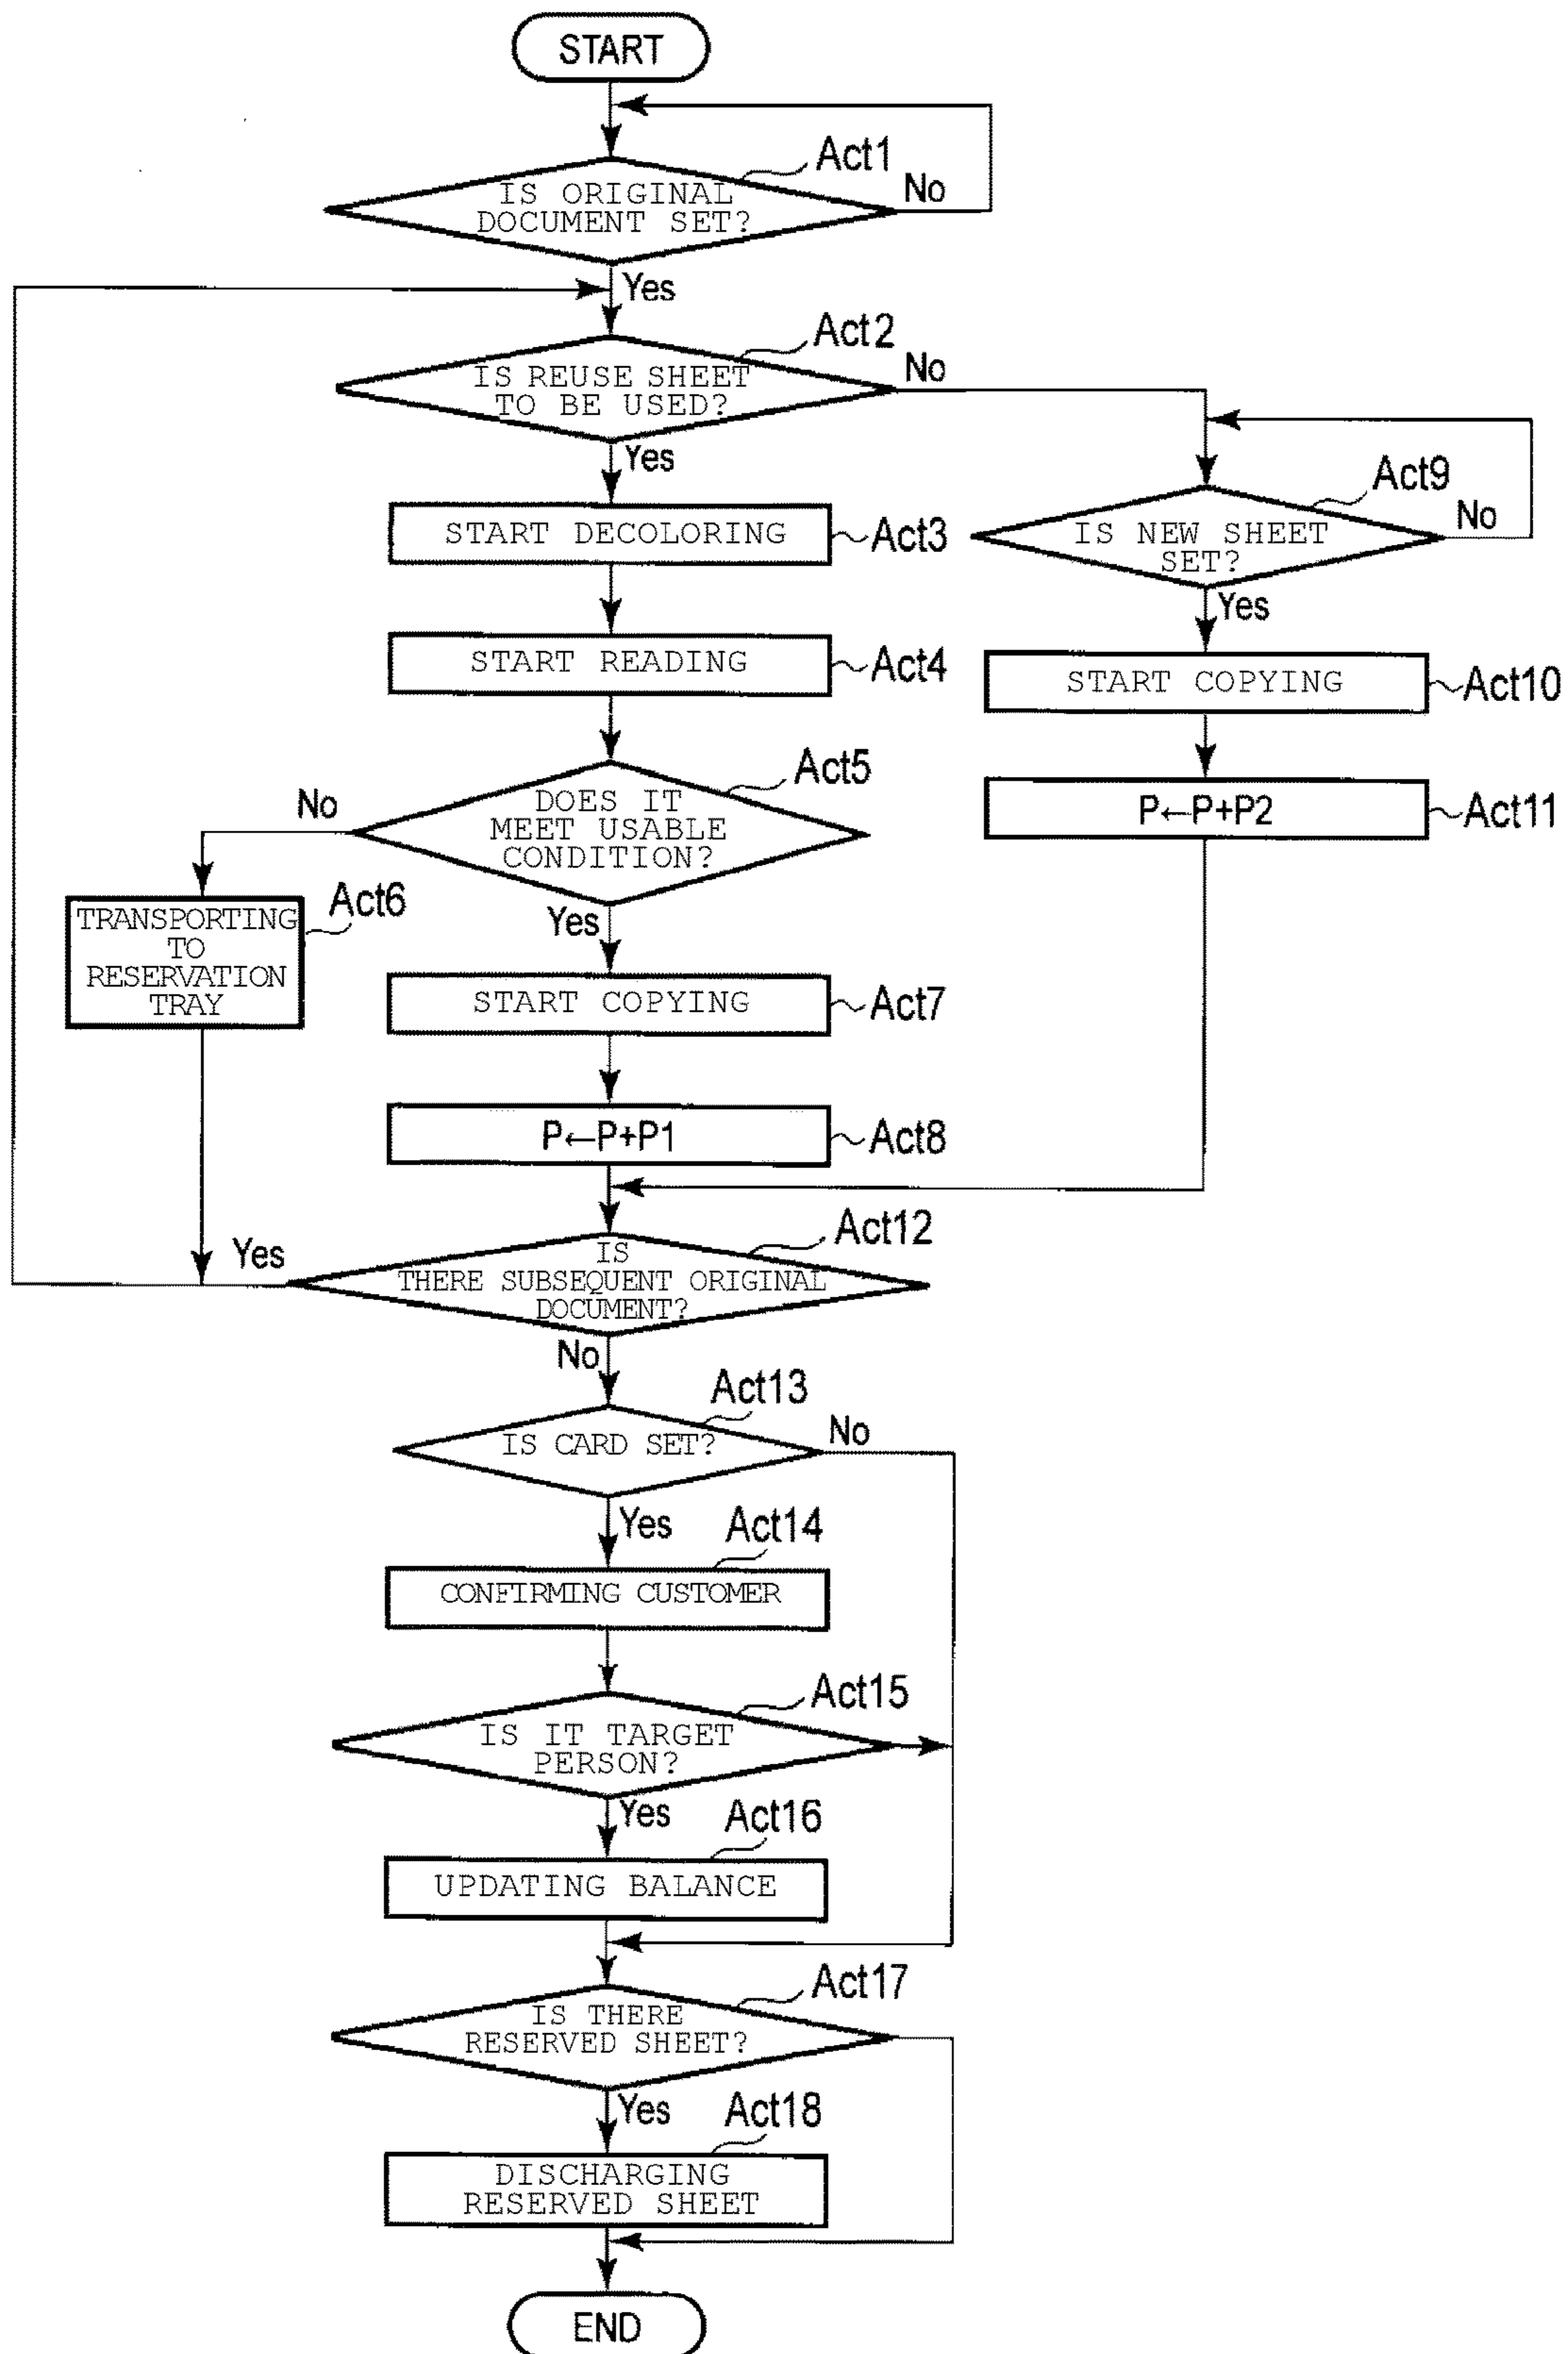 START
Act1
IS ORIGINAL
DOCUMENT SET?
No
Yes
Act2
IS REUSE SHEET
TO BE USED?
No
Yes
Act9
IS NEW SHEET
SET?
No
Yes
START DECOLORING
Act3
START READING
Act4
START COPYING
Act10
Act5
DOES IT
MEET USABLE
CONDITION?
No
Yes
P←P+P2
Act11
Act6
TRANSPORTING
TO
RESERVATION
TRAY
START COPYING
Act7
P←P+P1
Act8
Act12
IS
THERE SUBSEQUENT ORIGINAL
DOCUMENT?
Yes
No
Act13
IS CARD SET?
No
Yes
Act14
CONFIRMING CUSTOMER
Act15
IS IT TARGET
PERSON?
Yes
Act16
UPDATING BALANCE
Act17
IS THERE
RESERVED SHEET?
Yes
Act18
DISCHARGING
RESERVED SHEET
END